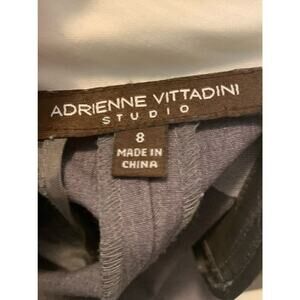 ADRIENNE VITTADINI
STUDIO
8
MADE IN
CHINA